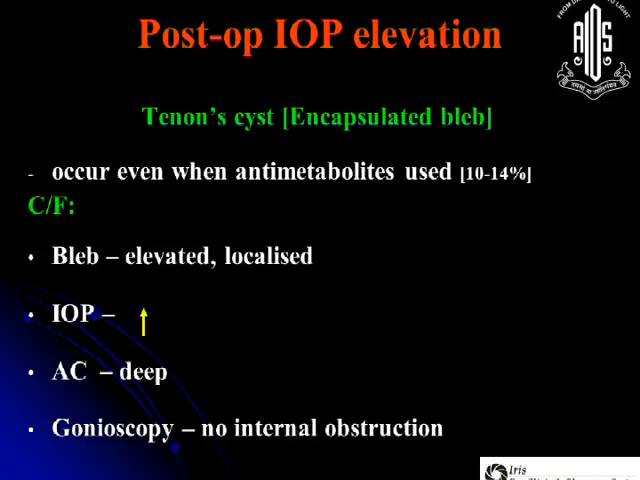 Post-op IOP elevation
Tenon's cyst [Encapsulated bleb]
- occur even when antimetabolites used [10-14%]
C/F:
• Bleb – elevated, localised
• IOP – ↑
• AC – deep
• Gonioscopy – no internal obstruction
Iris